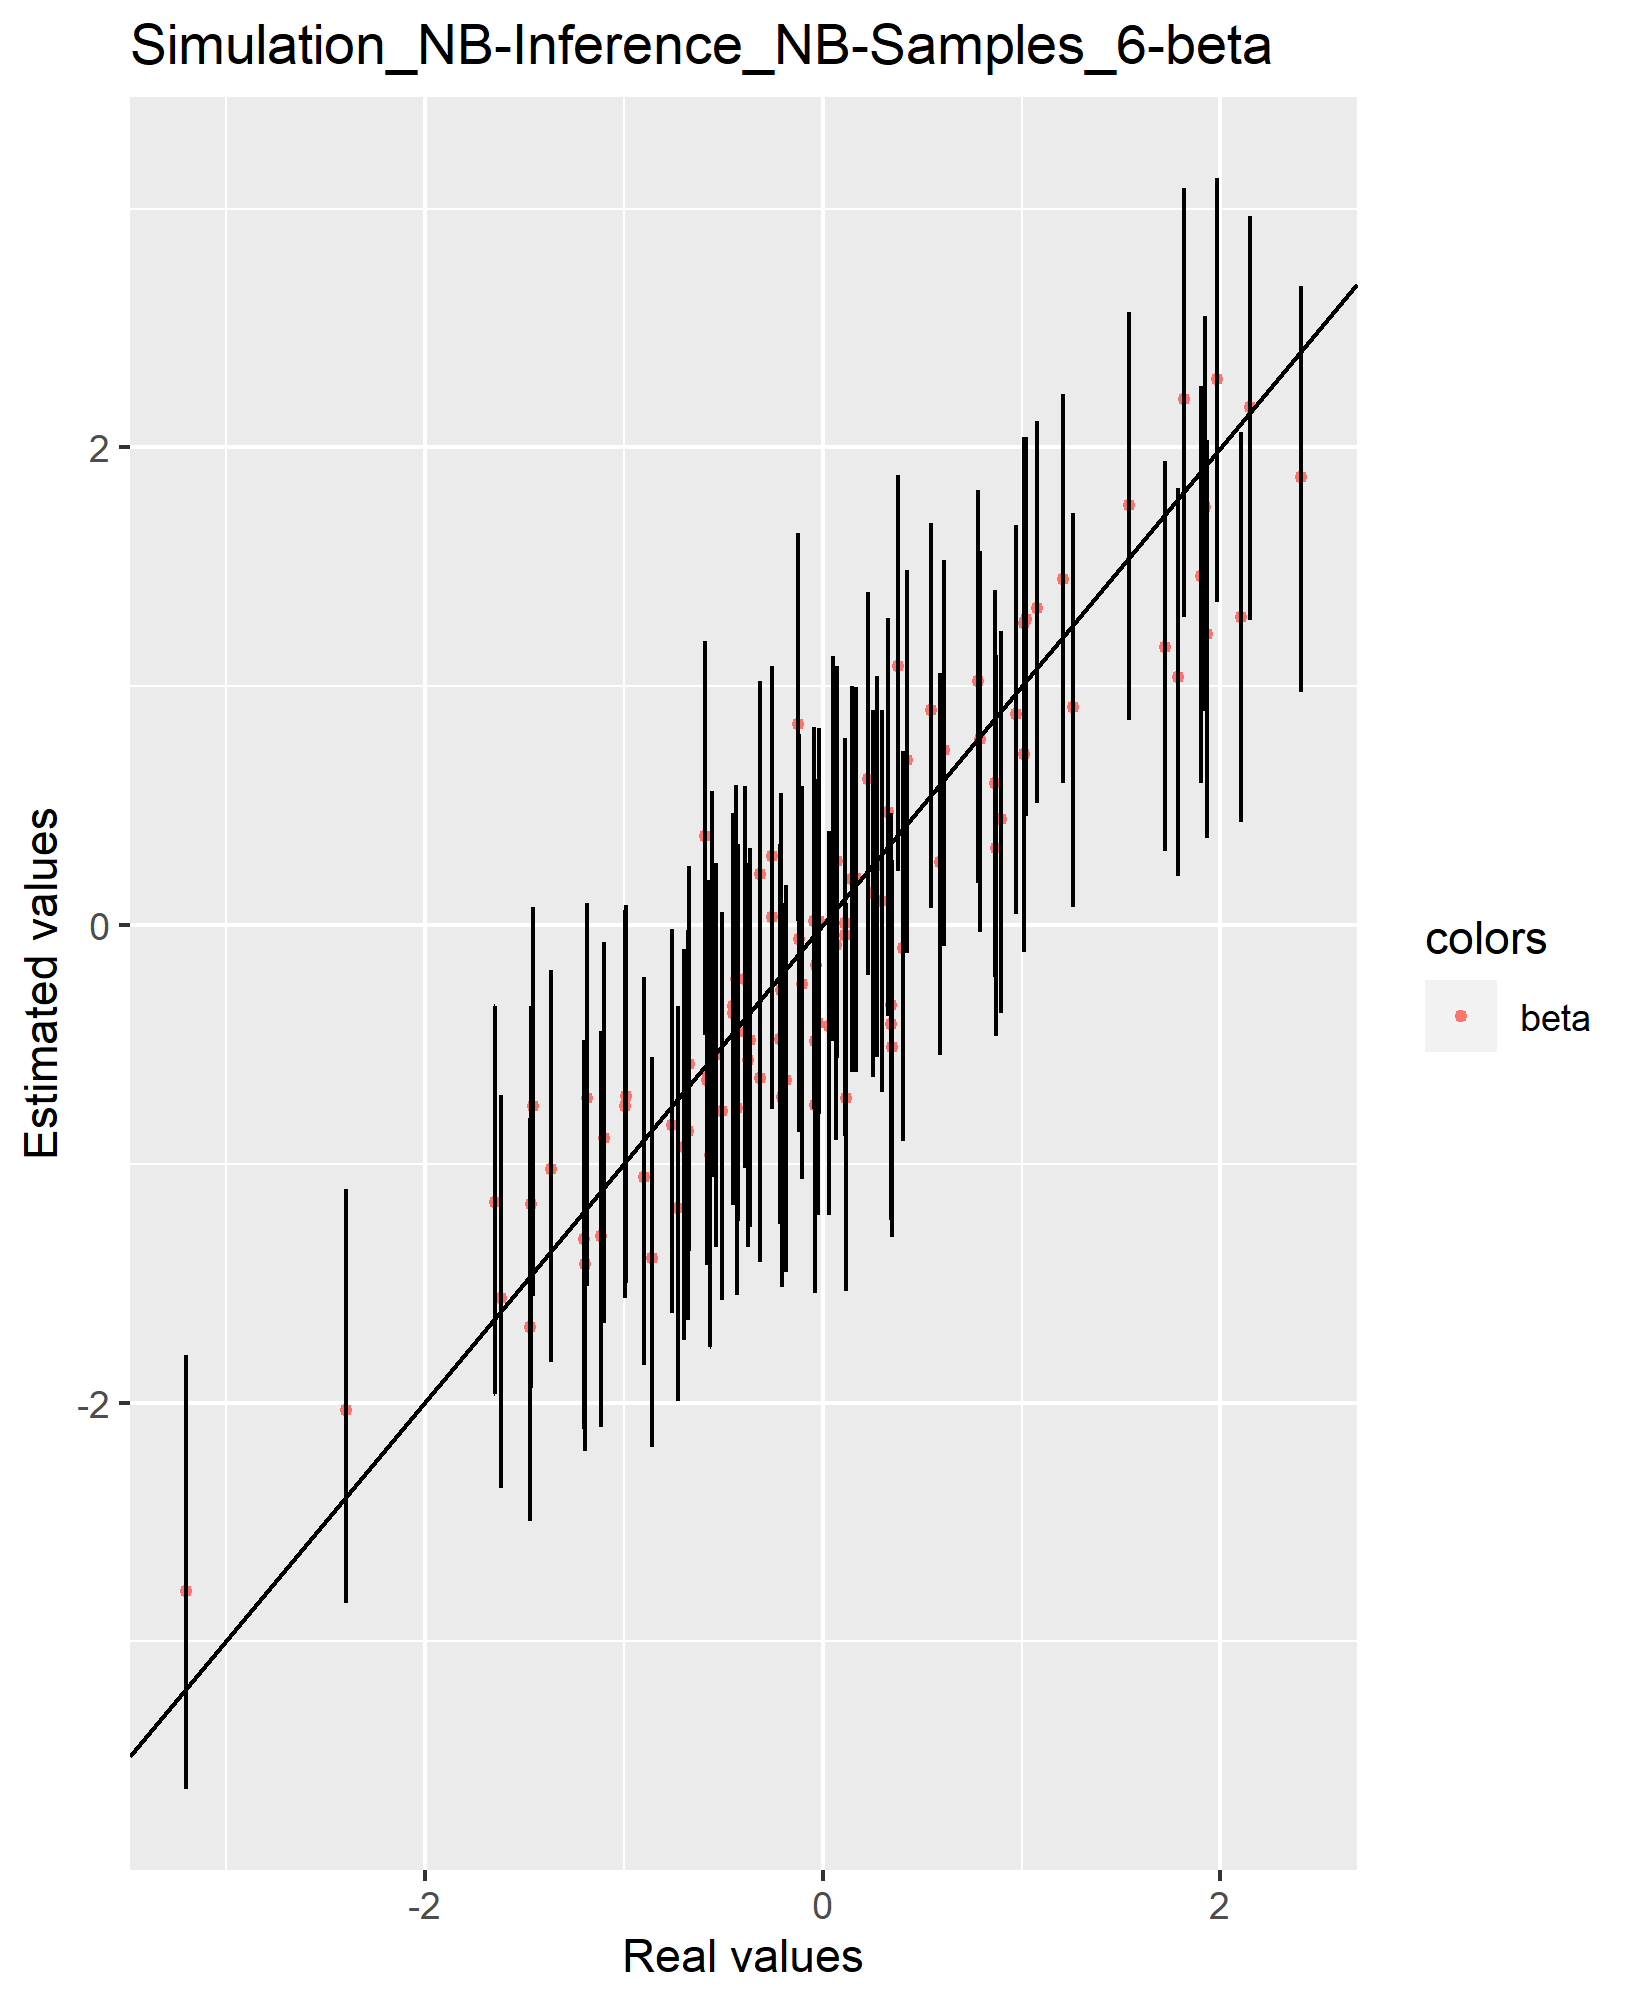 Simulation_NB-Inference_NB-Samples_6-beta
Estimated values
2
0
-2
-2
0
2
Real values
colors
beta